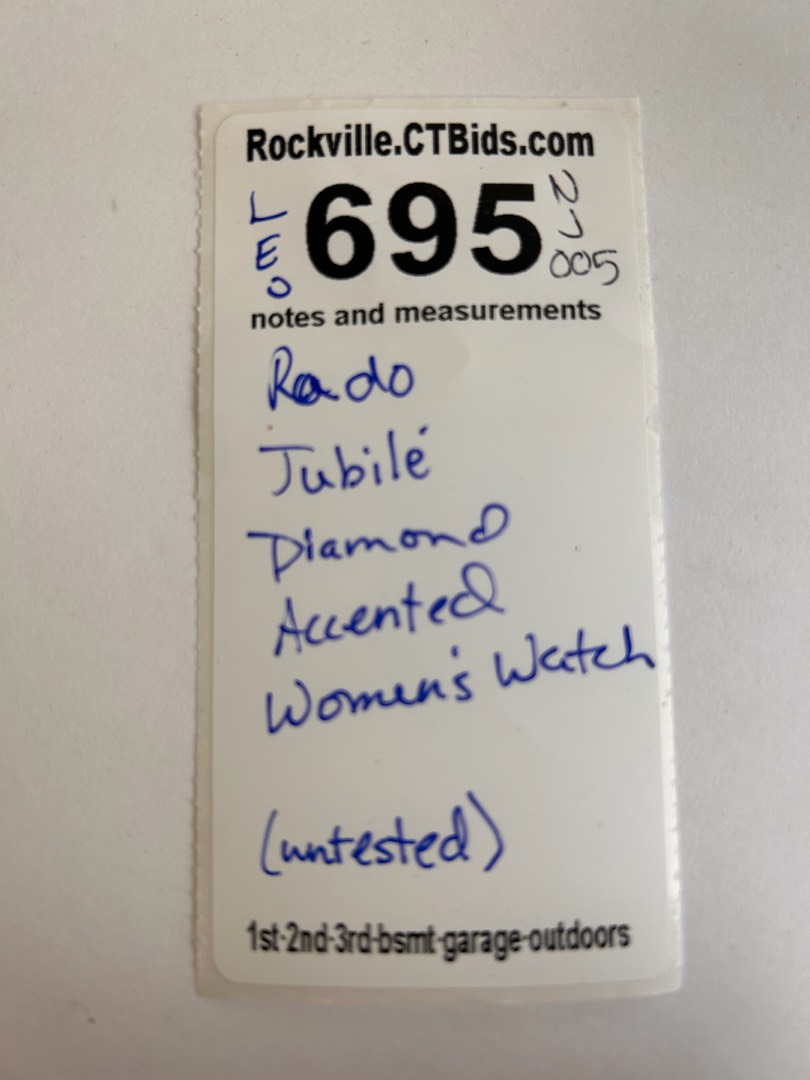 Rockville.CTBids.com
LEO
695
NJ
005
notes and measurements
Rado
Jubilé
Diamond
Accented
Women's Watch
(untested)
1st-2nd-3rd-bsmt-garage-outdoors